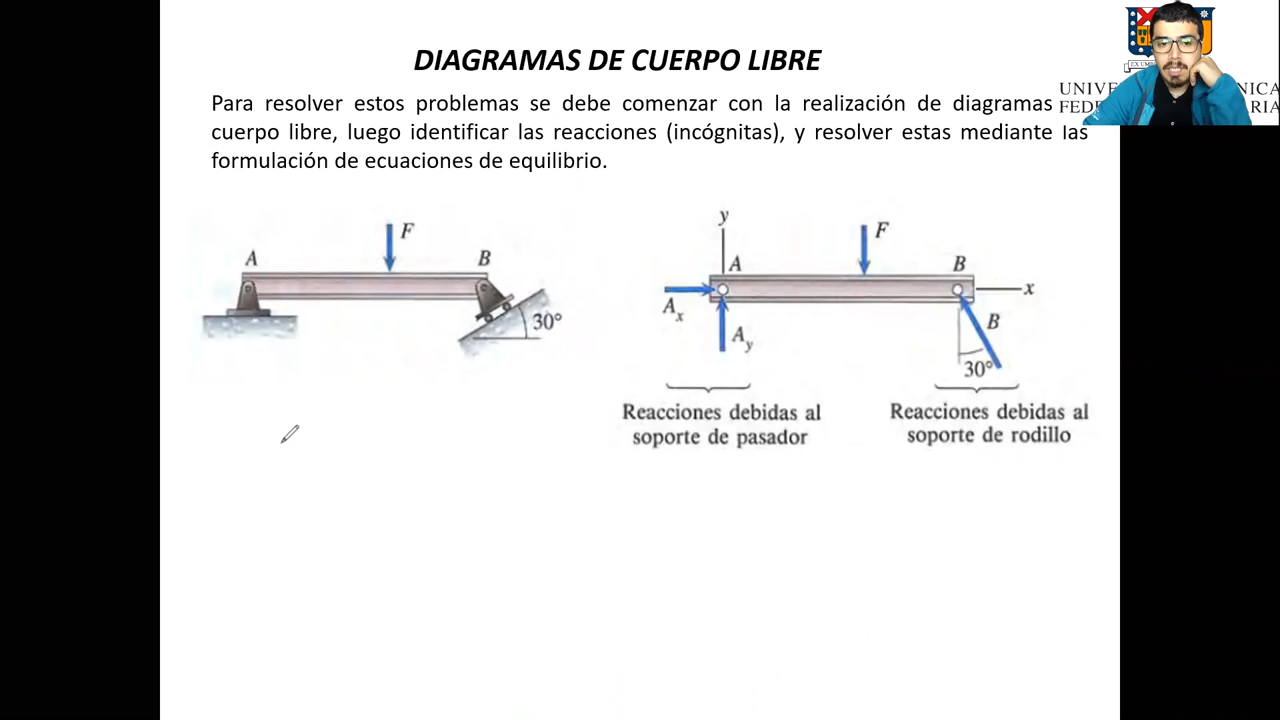 DIAGRAMAS DE CUERPO LIBRE
Para resolver estos problemas se debe comenzar con la realización de diagramas
cuerpo libre, luego identificar las reacciones (incógnitas), y resolver estas mediante las
formulación de ecuaciones de equilibrio.
F
A
B
30°
y
F
A
B
x
A_x
A_y
B
30°
Reacciones debidas al
soporte de pasador
Reacciones debidas al
soporte de rodillo